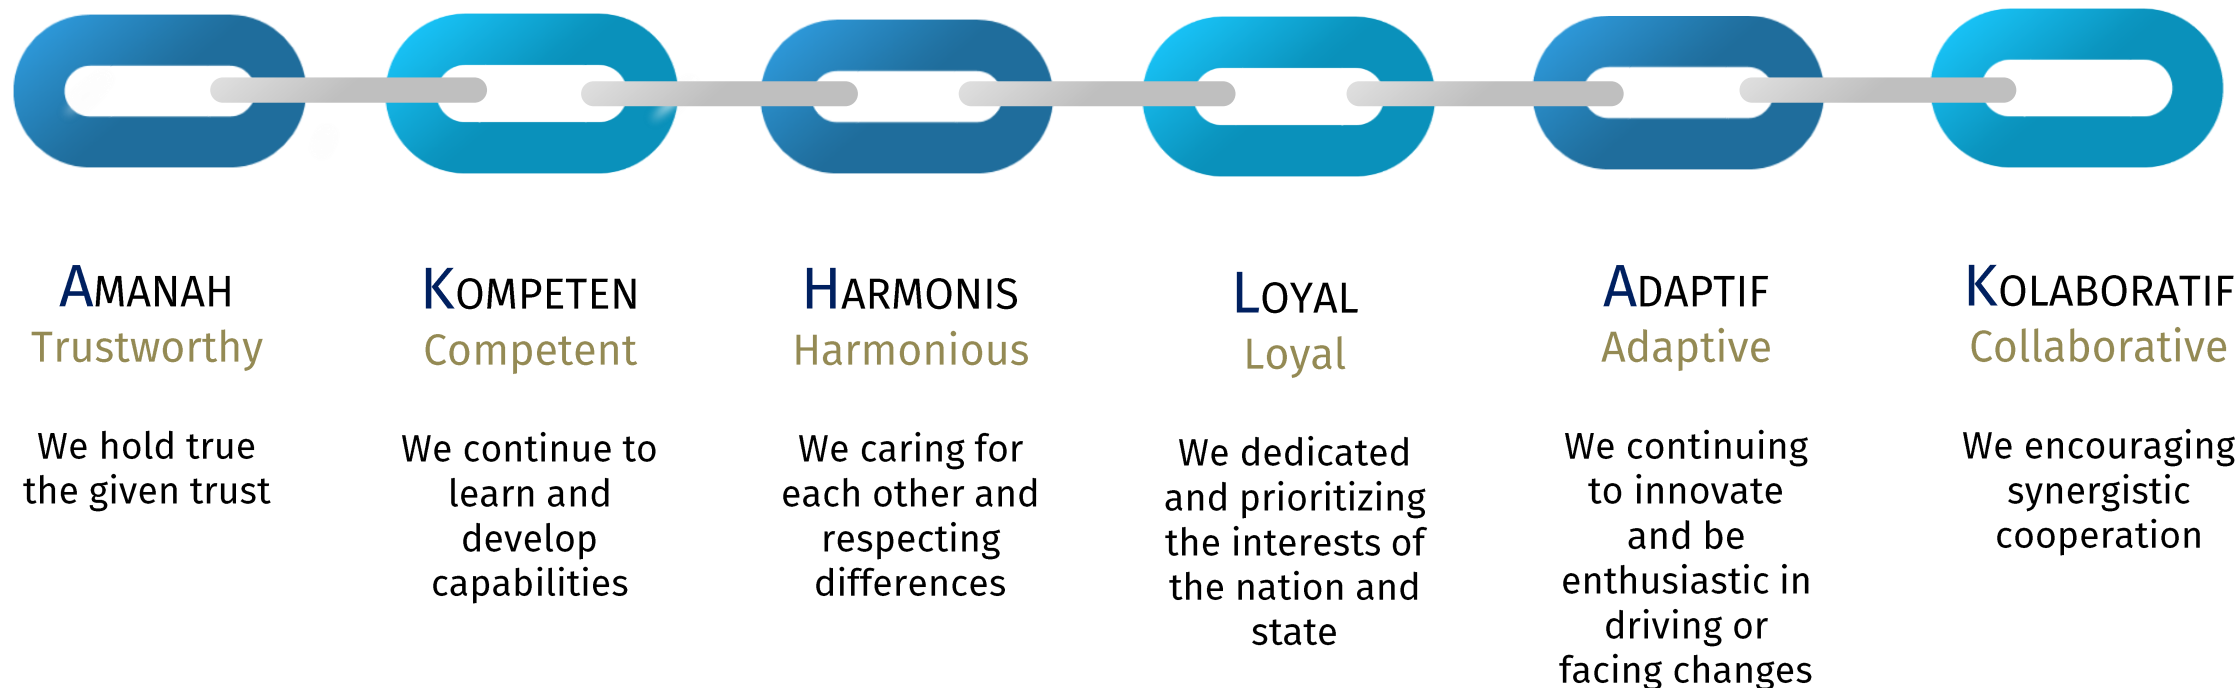 AMANAH
Trustworthy
We hold true
the given trust
KOMPETEN
Competent
We continue to
learn and
develop
capabilities
HARMONIS
Harmonious
We caring for
each other and
respecting
differences
LOYAL
Loyal
We dedicated
and prioritizing
the interests of
the nation and
state
ADAPTIF
Adaptive
We continuing
to innovate
and be
enthusiastic in
driving or
facing changes
KOLABORATIF
Collaborative
We encouraging
synergistic
cooperation